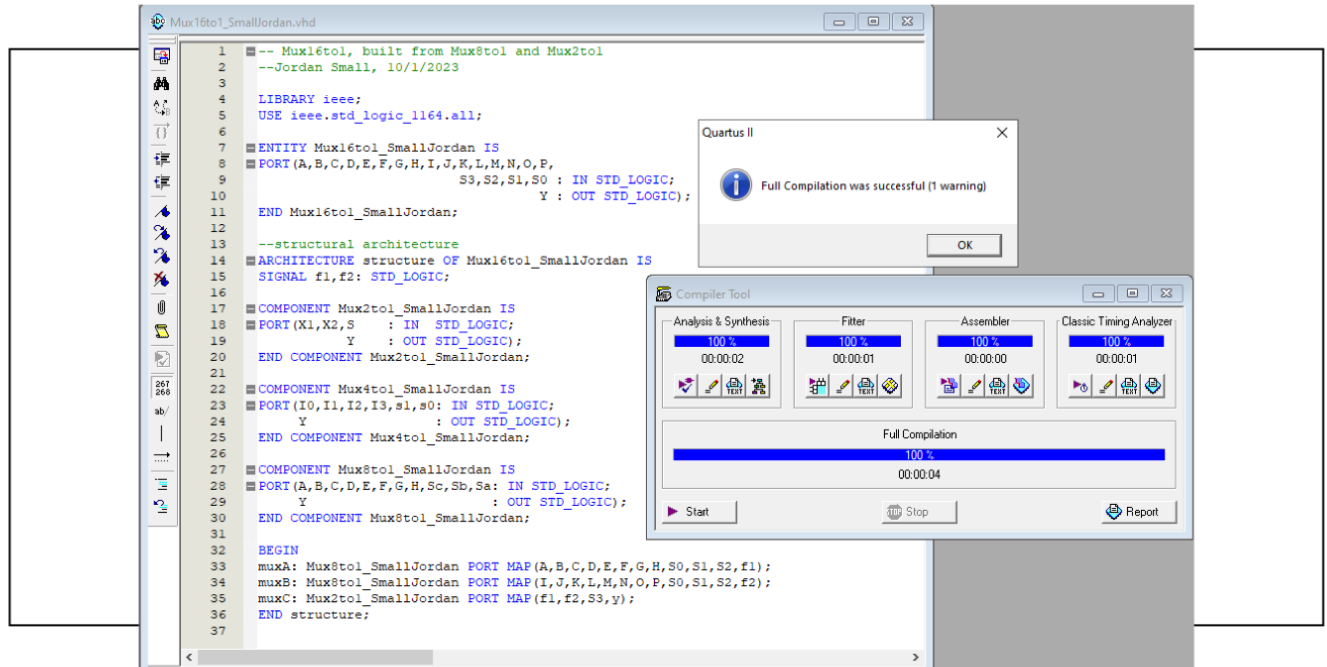 Mux16to1_SmallJordan.vhd
1 -- Mux16to1, built from Mux8to1 and Mux2to1
2 --Jordan Small, 10/1/2023
3
4 LIBRARY ieee;
5 USE ieee.std_logic_1164.all;
6
7 ENTITY Mux16to1_SmallJordan IS
8 PORT(A,B,C,D,E,F,G,H,I,J,K,L,M,N,O,P,
9 S3,S2,S1,S0 : IN STD_LOGIC;
10 Y : OUT STD_LOGIC);
11 END Mux16to1_SmallJordan;
12
13 --structural architecture
14 ARCHITECTURE structure OF Mux16to1_SmallJordan IS
15 SIGNAL f1,f2: STD_LOGIC;
16
17 COMPONENT Mux2to1_SmallJordan IS
18 PORT(X1,X2,S : IN STD_LOGIC;
19 Y : OUT STD_LOGIC);
20 END COMPONENT Mux2to1_SmallJordan;
21
22 COMPONENT Mux4to1_SmallJordan IS
23 PORT(I0,I1,I2,I3,s1,s0: IN STD_LOGIC;
24 Y : OUT STD_LOGIC);
25 END COMPONENT Mux4to1_SmallJordan;
26
27 COMPONENT Mux8to1_SmallJordan IS
28 PORT(A,B,C,D,E,F,G,H,Sc,Sb,Sa: IN STD_LOGIC;
29 Y : OUT STD_LOGIC);
30 END COMPONENT Mux8to1_SmallJordan;
31
32 BEGIN
33 muxA: Mux8to1_SmallJordan PORT MAP(A,B,C,D,E,F,G,H,S0,S1,S2,f1);
34 muxB: Mux8to1_SmallJordan PORT MAP(I,J,K,L,M,N,O,P,S0,S1,S2,f2);
35 muxC: Mux2to1_SmallJordan PORT MAP(f1,f2,S3,y);
36 END structure;
37
267
268
ab/
Quartus II
Full Compilation was successful (1 warning)
OK
Compiler Tool
Analysis & Synthesis
100 %
00:00:02
TEXT
Fitter
100 %
00:00:01
TEXT
Assembler
100 %
00:00:00
TEXT
Classic Timing Analyzer
100 %
00:00:01
TEXT
Full Compilation
100 %
00:00:04
Start
STOP Stop
Report